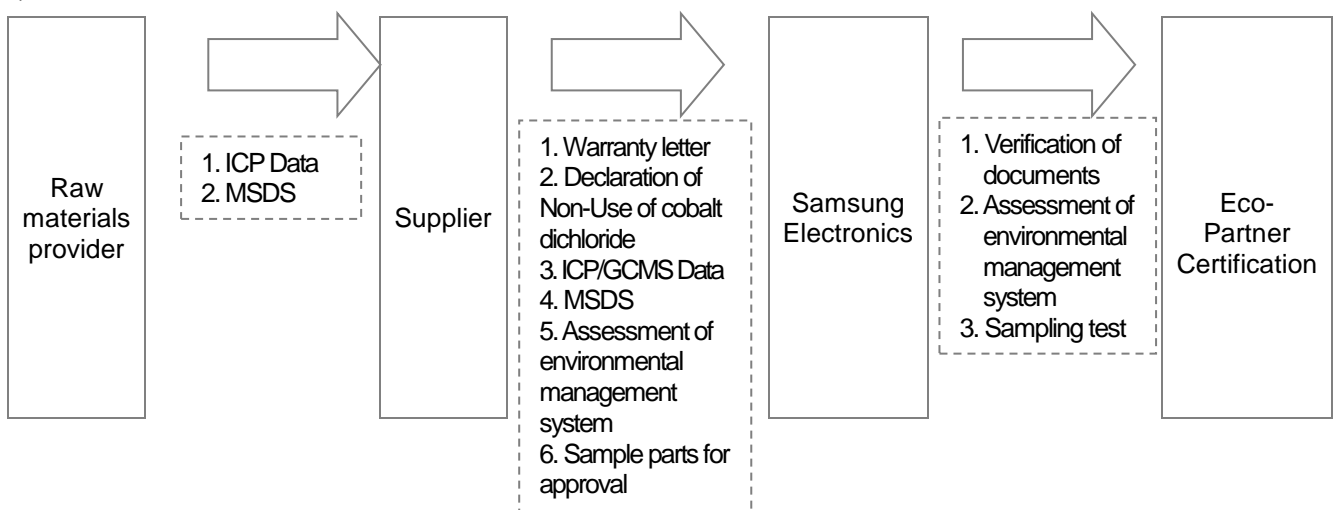 Raw
materials
provider
1. ICP Data
2. MSDS
Supplier
1. Warranty letter
2. Declaration of
Non-Use of cobalt
dichloride
3. ICP/GCMS Data
4. MSDS
5. Assessment of
environmental
management
system
6. Sample parts for
approval
Samsung
Electronics
1. Verification of
documents
2. Assessment of
environmental
management
system
3. Sampling test
Eco-
Partner
Certification